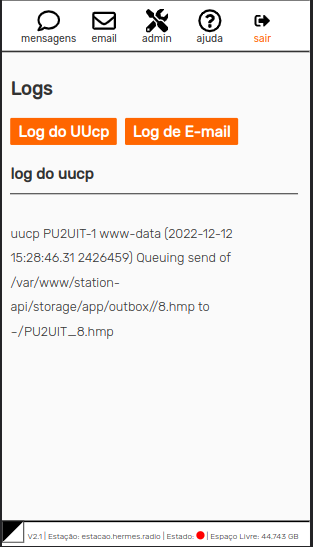 mensagens email admin ajuda sair
Logs
Log do UUcp Log de E-mail
log do uucp
uucp PU2UIT-1 www-data (2022-12-12
15:28:46.31 2426459) Queuing send of
/var/www/station-
api/storage/app/outbox//8.hmp to
~/PU2UIT_8.hmp
V2.1 | Estação: estacao.hermes.radio | Estado: | Espaço Livre: 44.743 GB